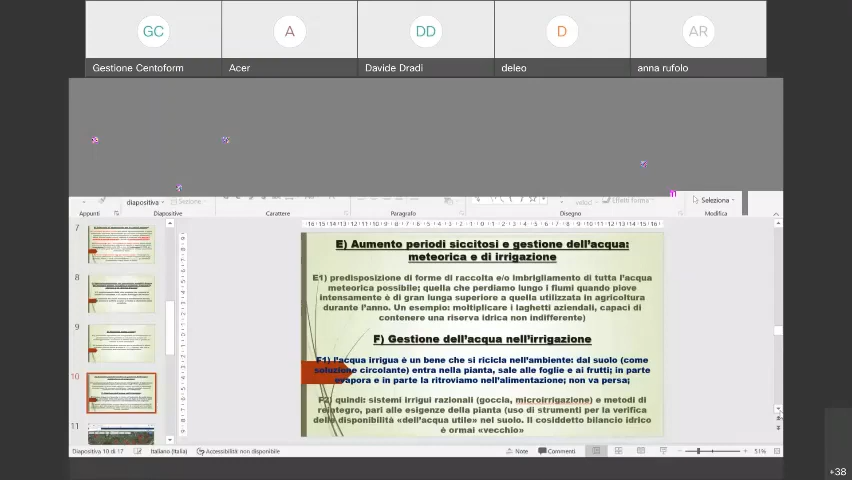 GC
A
DD
D
AR
Gestione Centoform
Acer
Davide Dradi
deleo
anna rufolo
diapositiva
Sezione
Effetti forma
Seleziona
Appunti
Diapositive
Carattere
Paragrafo
Disegno
Modifica
7
8
9
10
11
E) Aumento periodi siccitosi e gestione dell'acqua:
meteorica e di irrigazione
E1) predisposizione di forme di raccolta e/o imbrigliamento di tutta l'acqua
meteorica possibile; quella che perdiamo lungo i fiumi quando piove
intensamente è di gran lunga superiore a quella utilizzata in agricoltura
durante l'anno. Un esempio: moltiplicare i laghetti aziendali, capaci di
contenere una riserva idrica non indifferente)
F) Gestione dell'acqua nell'irrigazione
F1) l'acqua irrigua è un bene che si ricicla nell'ambiente: dal suolo (come
soluzione circolante) entra nella pianta, sale alle foglie e ai frutti; in parte
evapora e in parte la ritroviamo nell'alimentazione; non va persa;
F2) quindi: sistemi irrigui razionali (goccia, microirrigazione) e metodi di
reintegro, pari alle esigenze della pianta (uso di strumenti per la verifica
delle disponibilità «dell'acqua utile» nel suolo. Il cosiddetto bilancio idrico
è ormai «vecchio»
Diapositiva 10 di 17
Italiano (Italia)
Accessibilità: non disponibile
Note
Commenti
51%
+38